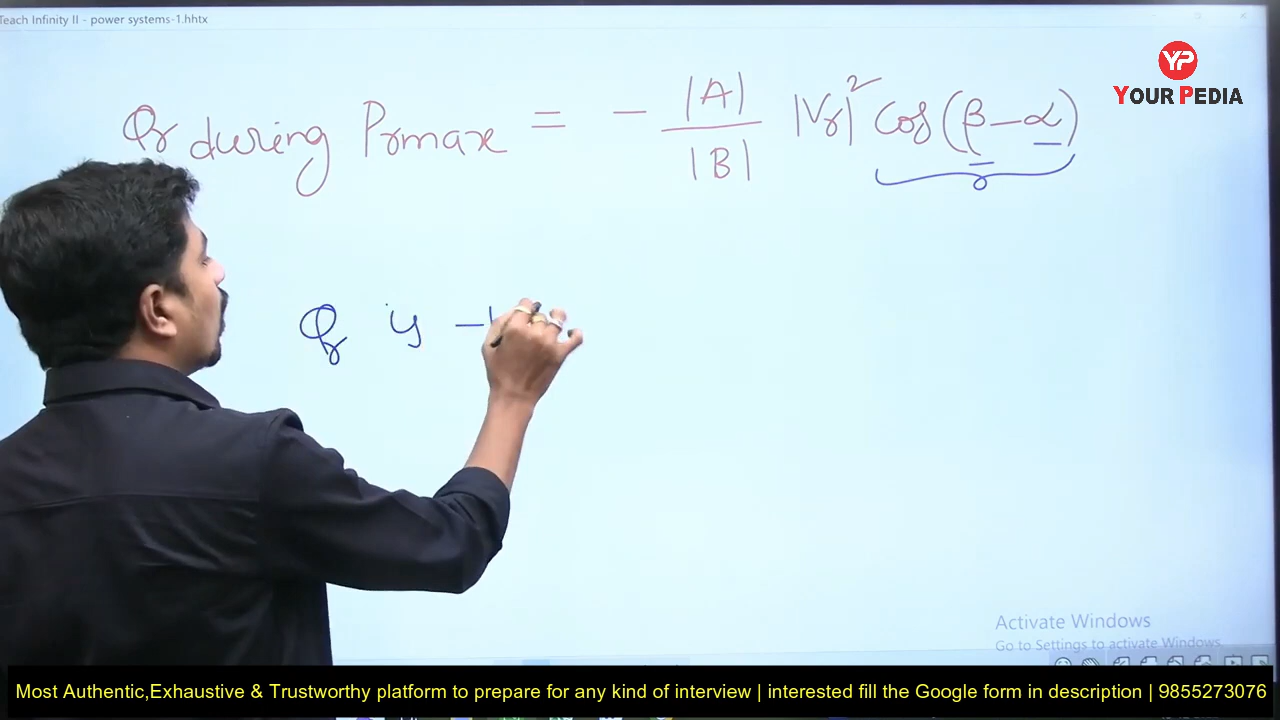 Teach Infinity II - power systems-1.hhtx
YP
YOUR PEDIA
Qr during Prmax = - |A| / |B| |Vr|² cos(β-α)
Qr is -
Activate Windows
Go to Settings to activate Windows.
Most Authentic,Exhaustive & Trustworthy platform to prepare for any kind of interview | interested fill the Google form in description | 9855273076